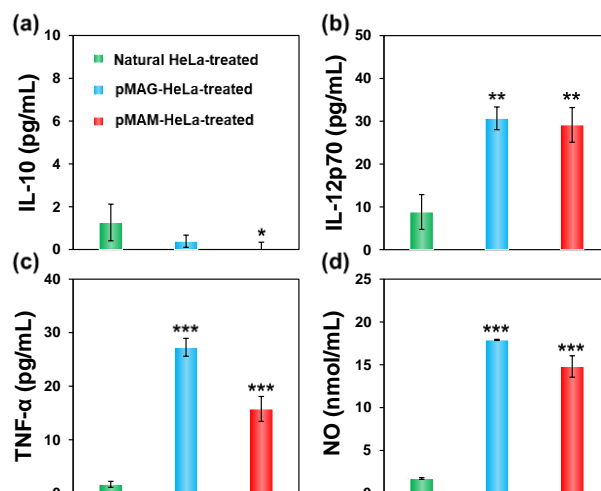 (a)
10
8
6
4
2
0
IL-10 (pg/mL)
Natural HeLa-treated
pMAG-HeLa-treated
pMAM-HeLa-treated
*
(b)
50
40
30
20
10
0
IL-12p70 (pg/mL)
** **
(c)
40
30
20
10
0
TNF-α (pg/mL)
***
***
(d)
25
20
15
10
5
0
NO (nmol/mL)
***
***